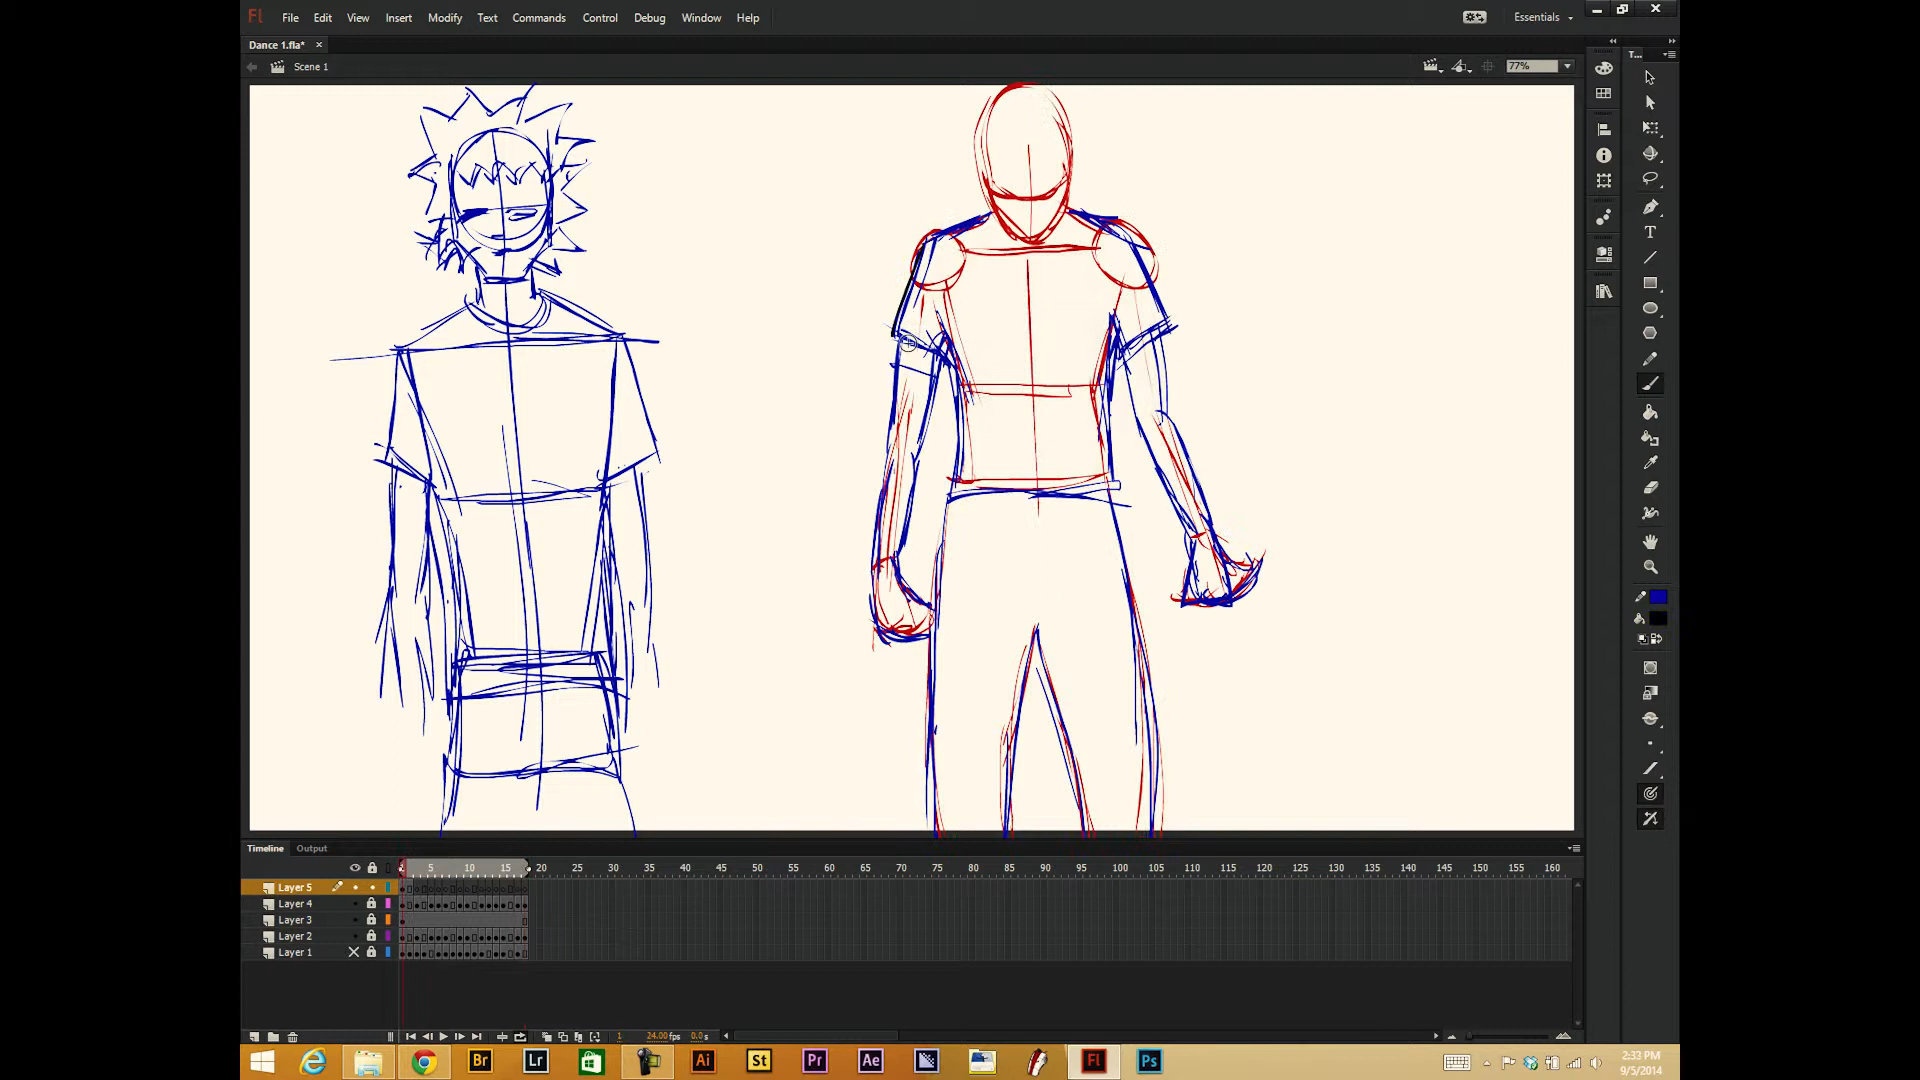 Fl File Edit View Insert Modify Text Commands Control Debug Window Help Essentials
Dance 1.fla* ×
Scene 1 77%
T...
Timeline Output
5 10 15 20 25 30 35 40 45 50 55 60 65 70 75 80 85 90 95 100 105 110 115 120 125 130 135 140 145 150 155 160
Layer 5
Layer 4
Layer 3
Layer 2
Layer 1
1 24.00fps 0.0s
Br Lr Ai St Pr Ae Fl Ps
2:33 PM
9/5/2014